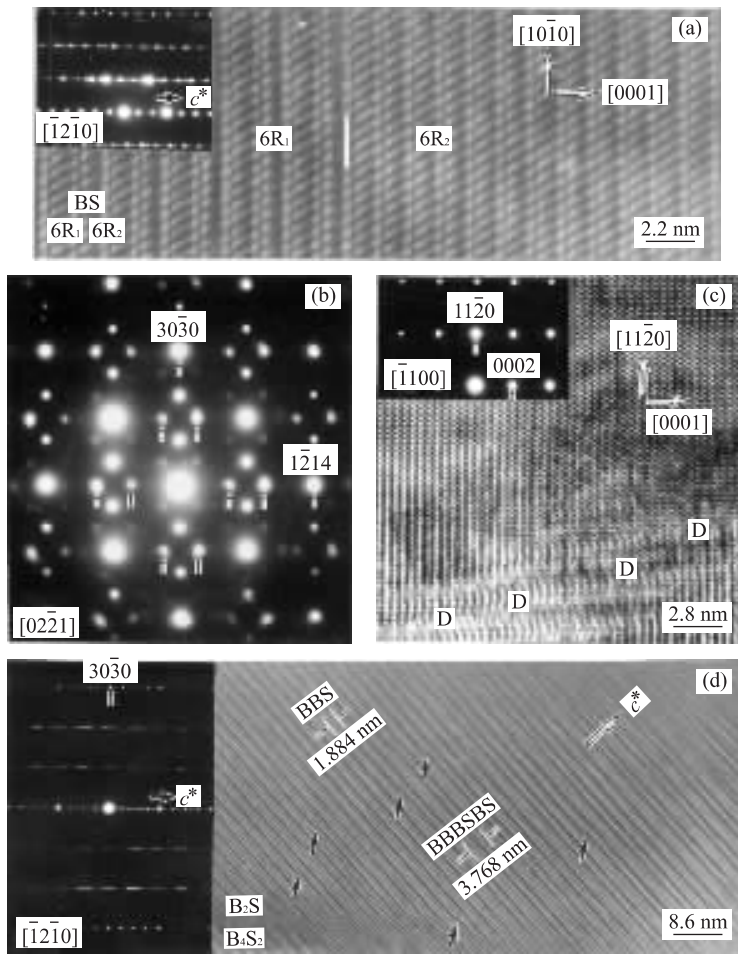 (a)
[101̄0]
[0001]
c*
[1̄21̄0]
6R₁
6R₂
BS
6R₁ 6R₂
2.2 nm
(b)
303̄0
12̄14
[022̄1]
(c)
112̄0
[1̄100]
0002
[112̄0]
[0001]
D
D
D
D
2.8 nm
(d)
303̄0
c*
[1̄21̄0]
BBS
1.884 nm
c*
BBBSBS
3.768 nm
B₂S
B₄S₂
8.6 nm